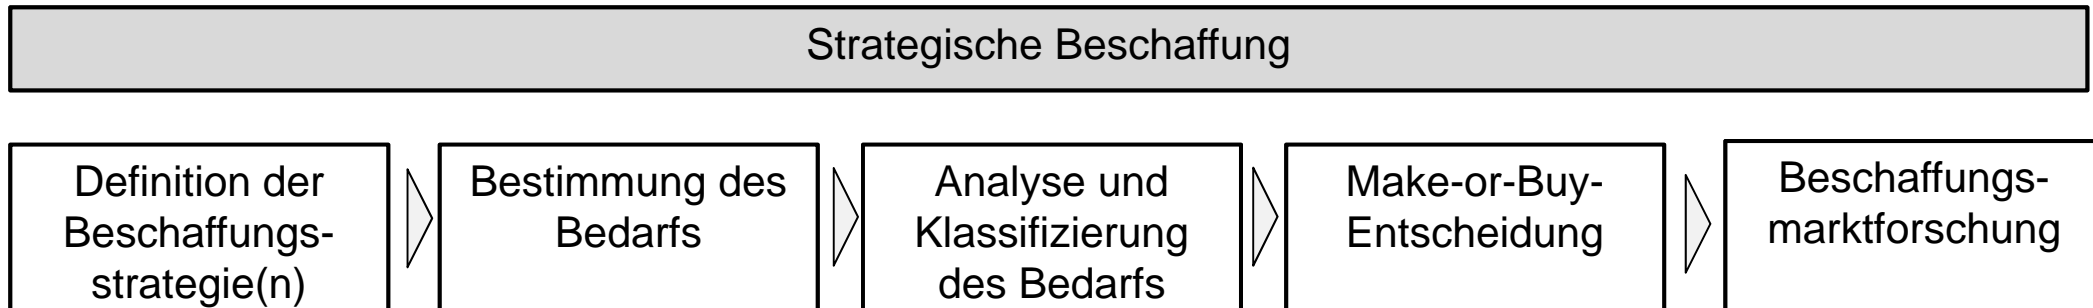 Strategische Beschaffung
Definition der
Beschaffungs-
strategie(n)
Bestimmung des
Bedarfs
Analyse und
Klassifizierung
des Bedarfs
Make-or-Buy-
Entscheidung
Beschaffungs-
marktforschung